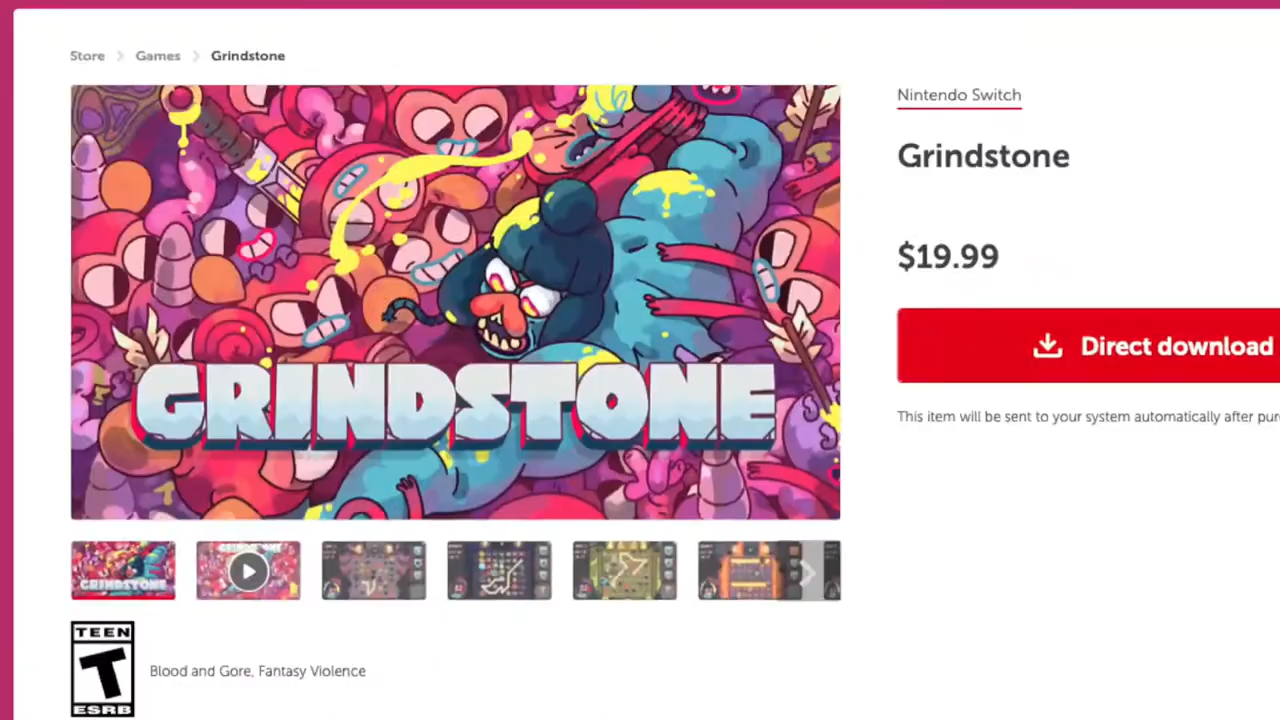 Store > Games > Grindstone
Nintendo Switch
Grindstone
$19.99
Direct download
This item will be sent to your system automatically after
GRINDSTONE
GRINDSTONE
TEEN
T
ESRB
Blood and Gore, Fantasy Violence